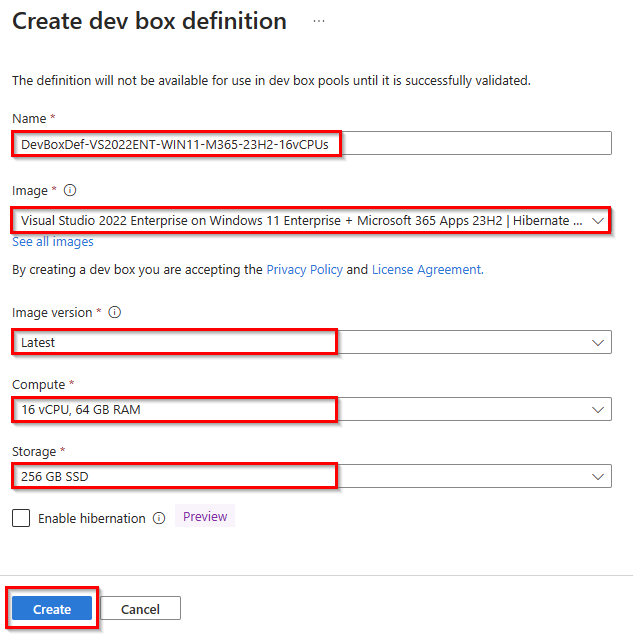 Create dev box definition ...
The definition will not be available for use in dev box pools until it is successfully validated.
Name *
DevBoxDef-VS2022ENT-WIN11-M365-23H2-16vCPUs
Image *
Visual Studio 2022 Enterprise on Windows 11 Enterprise + Microsoft 365 Apps 23H2 | Hibernate ...
See all images
By creating a dev box you are accepting the Privacy Policy and License Agreement.
Image version *
Latest
Compute *
16 vCPU, 64 GB RAM
Storage *
256 GB SSD
Enable hibernation Preview
Create Cancel